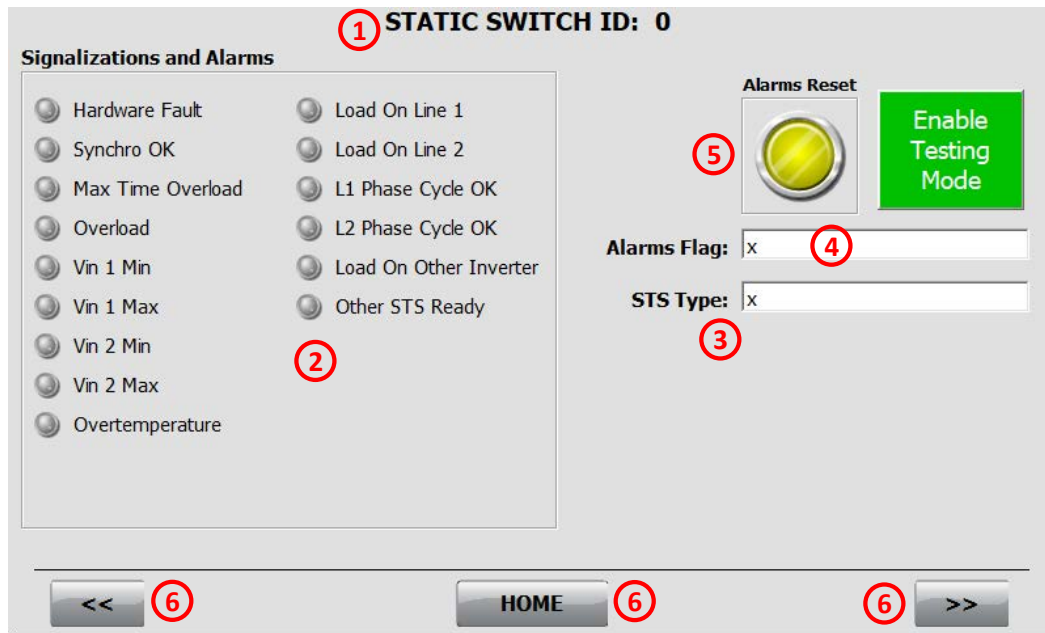 1 STATIC SWITCH ID: 0
Signalizations and Alarms
Hardware Fault
Synchro OK
Max Time Overload
Overload
Vin 1 Min
Vin 1 Max
Vin 2 Min
Vin 2 Max
Overtemperature
Load On Line 1
Load On Line 2
L1 Phase Cycle OK
L2 Phase Cycle OK
Load On Other Inverter
Other STS Ready
2
Alarms Reset
5
Enable
Testing
Mode
Alarms Flag: x 4
STS Type: x
3
<< 6
HOME 6
6 >>